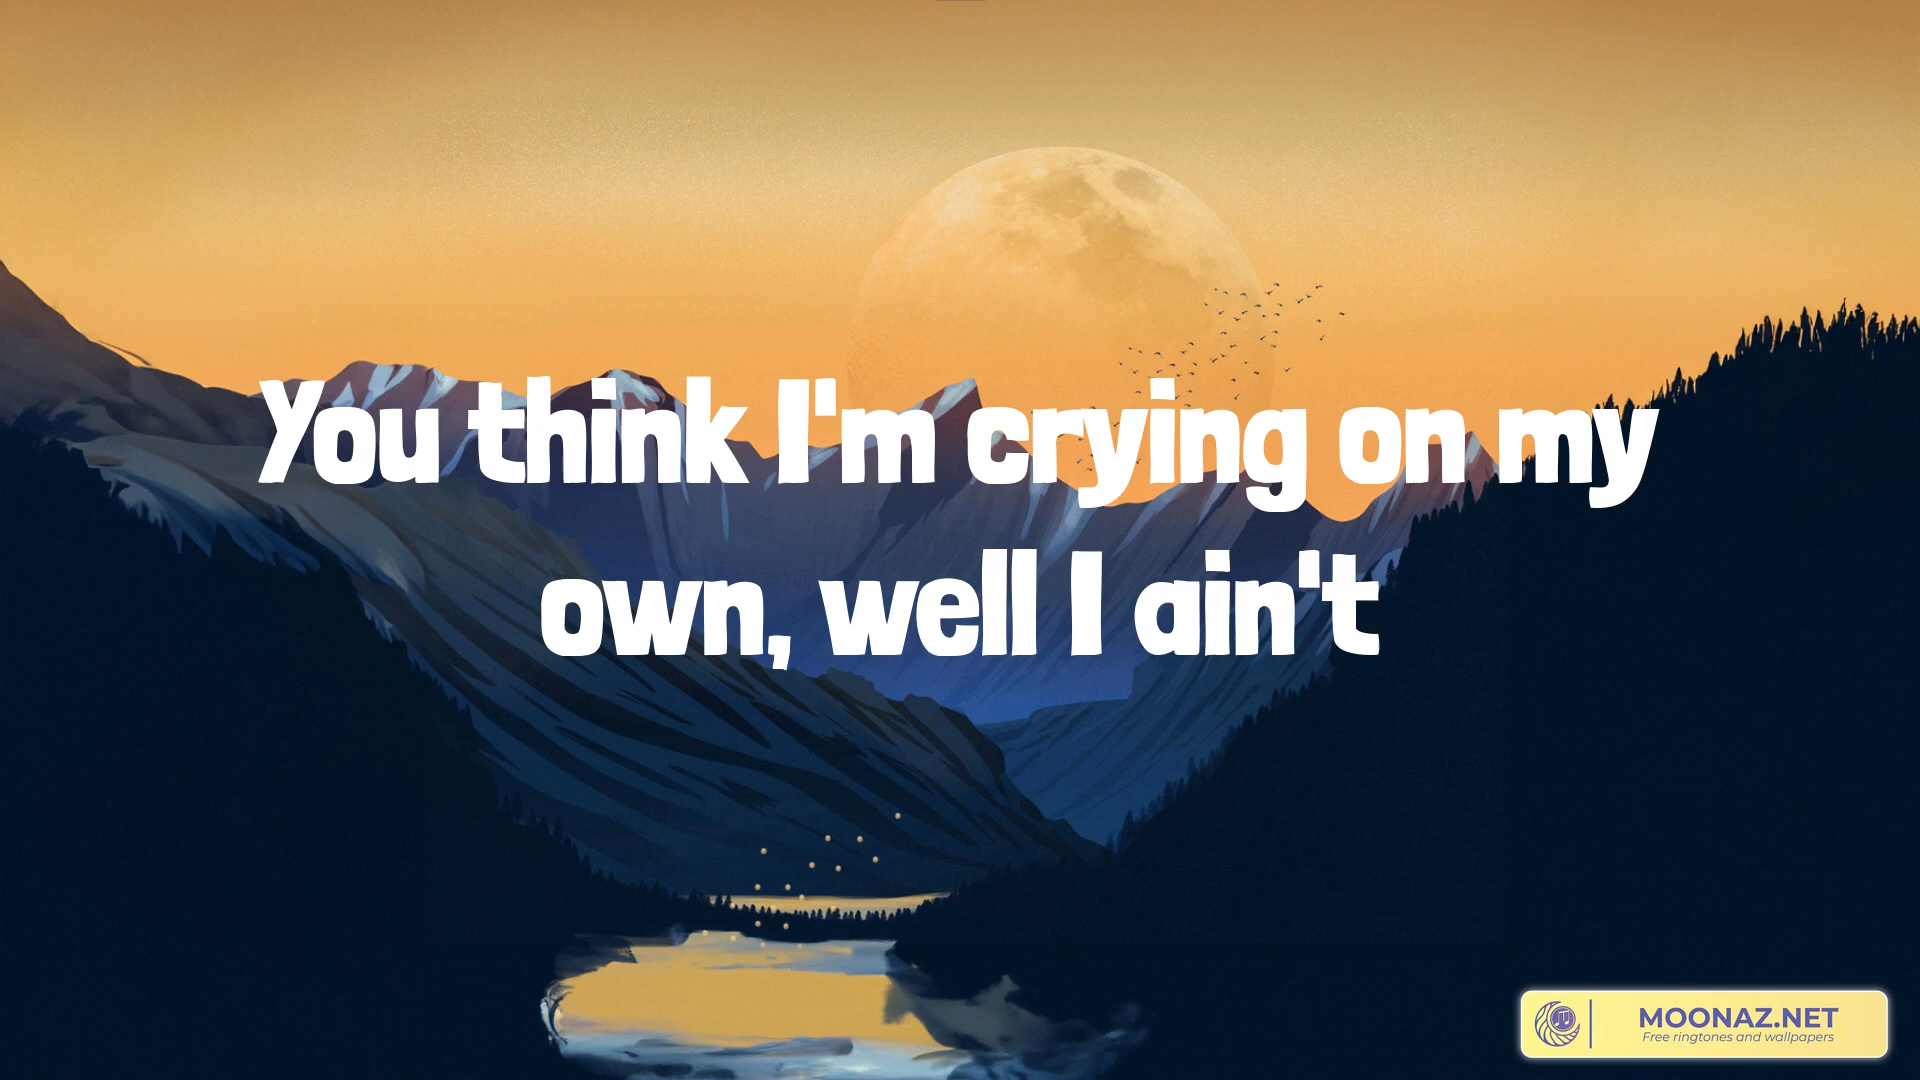 You think I'm crying on my
own, well I ain't
MOONAZ.NET
Free ringtones and wallpapers